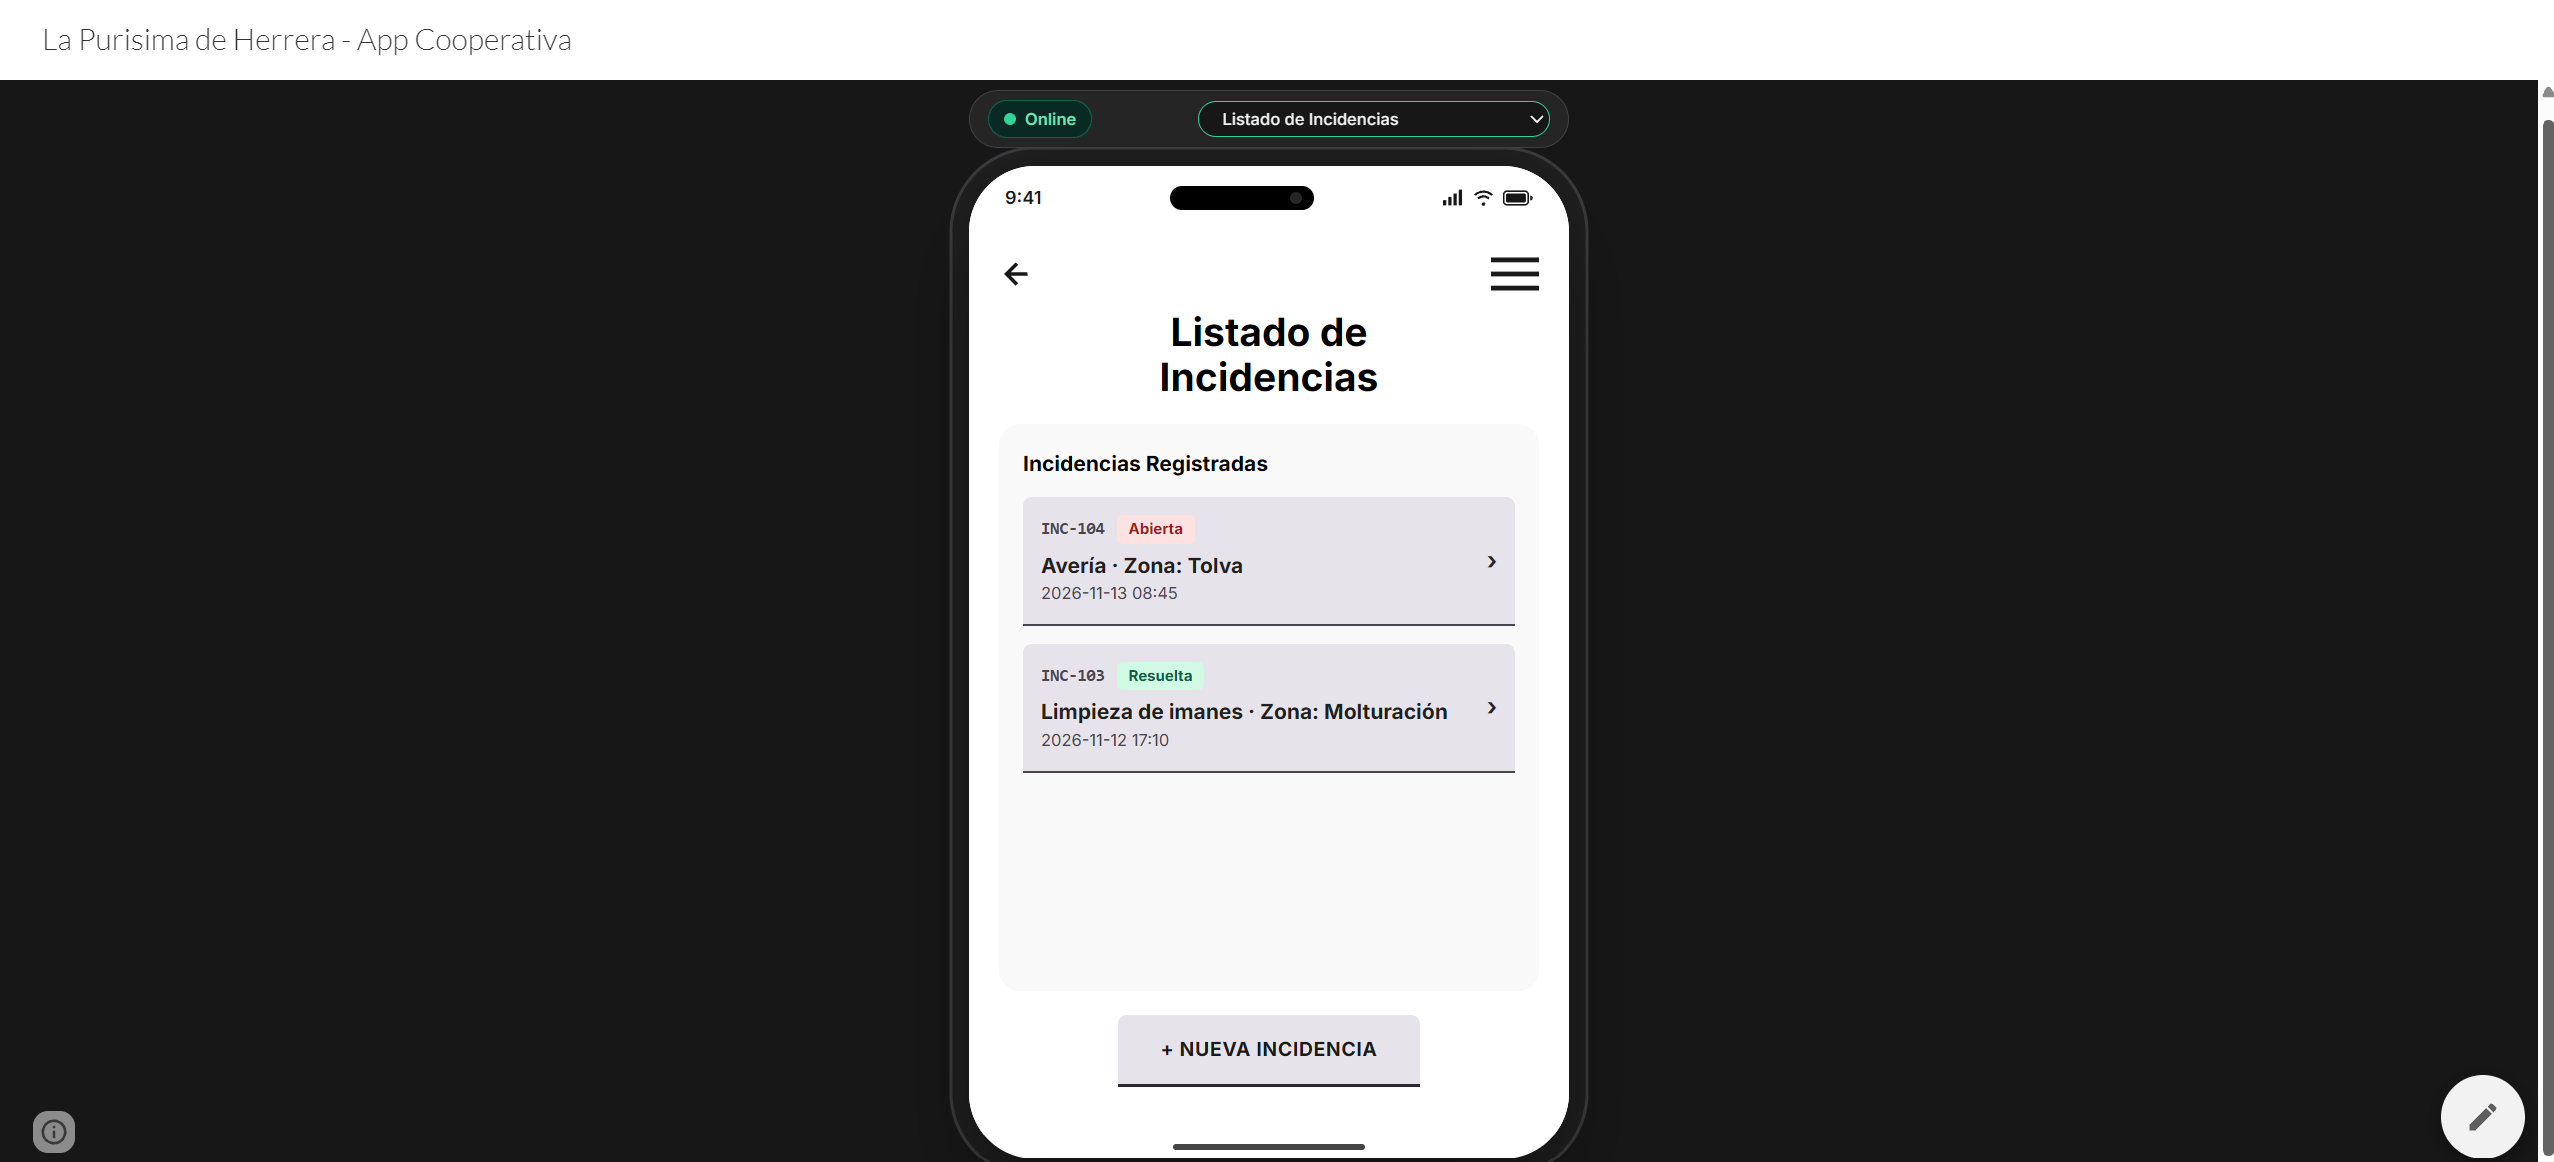 La Purisima de Herrera - App Cooperativa
Online
Listado de Incidencias
9:41
Listado de
Incidencias
Incidencias Registradas
INC-104 Abierta
Avería · Zona: Tolva
2026-11-13 08:45
INC-103 Resuelta
Limpieza de imanes · Zona: Molturación
2026-11-12 17:10
+ NUEVA INCIDENCIA